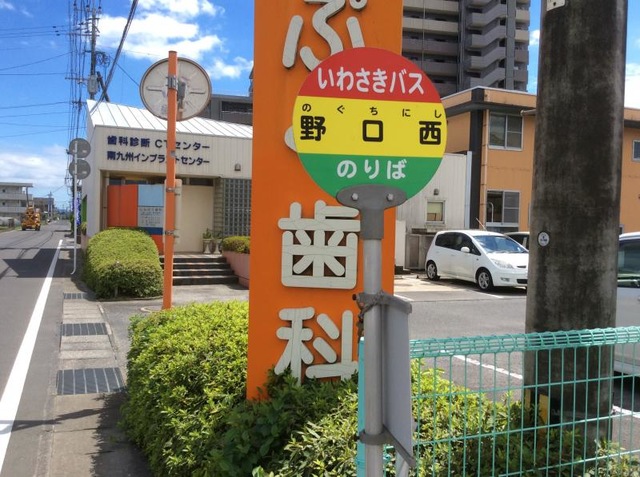 歯科診断 CTセンター
南九州インプラントセンター
ぷ
歯
科
いわさきバス
のぐちにし
野口西
のりば